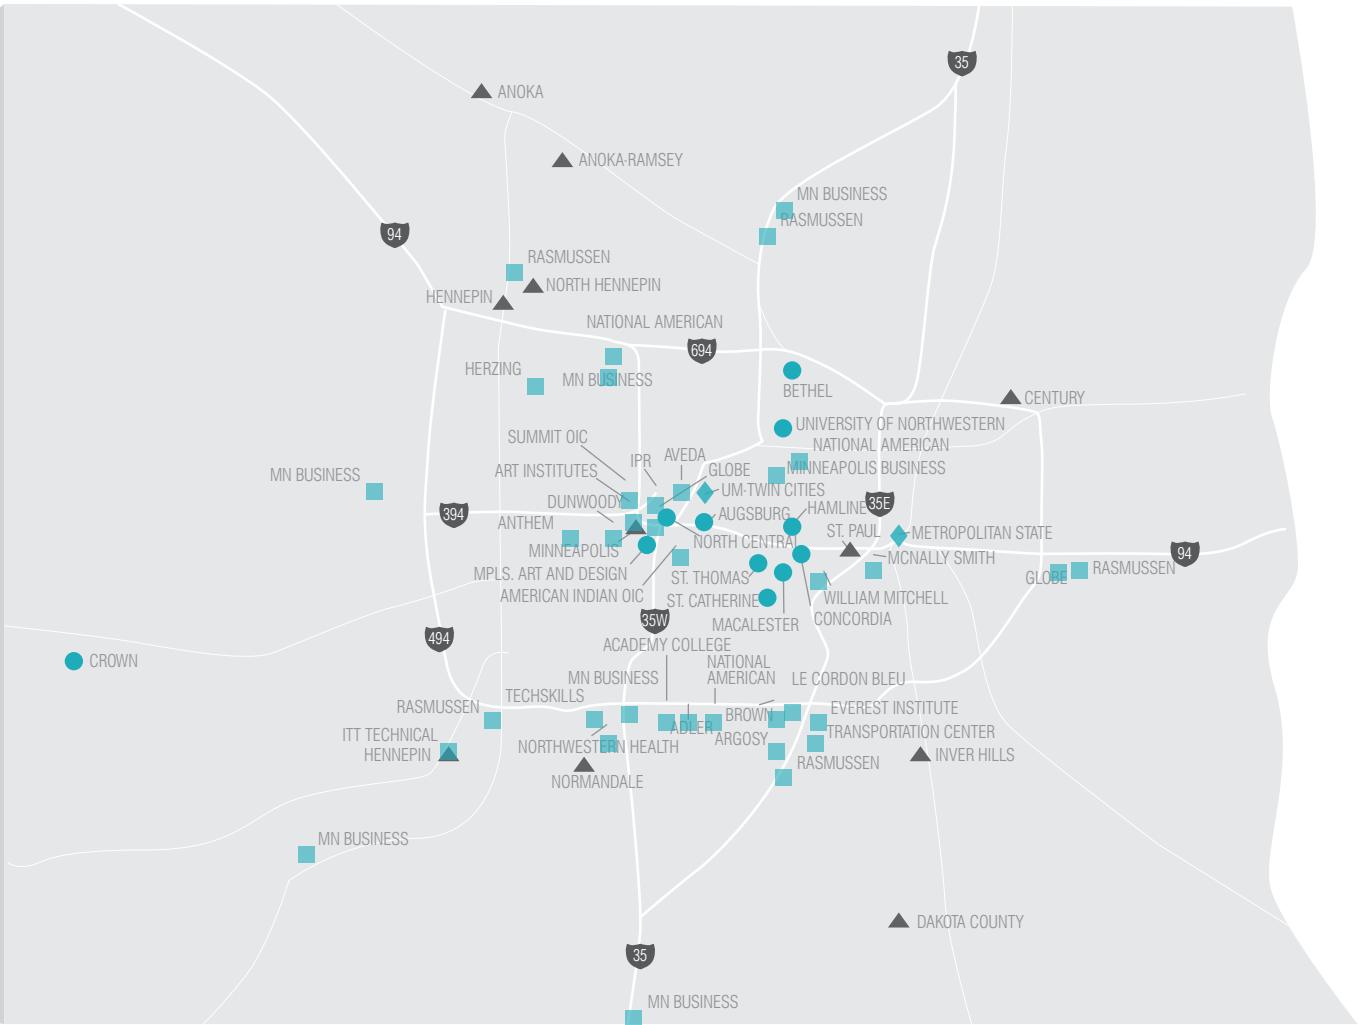 35
ANOKA
ANOKA-RAMSEY
MN BUSINESS
RASMUSSEN
94
RASMUSSEN
NORTH HENNEPIN
HENNEPIN
NATIONAL AMERICAN
694
HERZING
MN BUSINESS
BETHEL
CENTURY
UNIVERSITY OF NORTHWESTERN
SUMMIT OIC
NATIONAL AMERICAN
IPR
AVEDA
MINNEAPOLIS BUSINESS
ART INSTITUTES
GLOBE
MN BUSINESS
UM-TWIN CITIES
DUNWOODY
HAMLINE
35E
394
AUGSBURG
ANTHEM
ST. PAUL
METROPOLITAN STATE
NORTH CENTRAL
MINNEAPOLIS
94
MCNALLY SMITH
MPLS. ART AND DESIGN
ST. THOMAS
GLOBE
RASMUSSEN
AMERICAN INDIAN OIC
ST. CATHERINE
WILLIAM MITCHELL
35W
MACALESTER
CONCORDIA
494
ACADEMY COLLEGE
CROWN
NATIONAL
AMERICAN
MN BUSINESS
LE CORDON BLEU
TECHSKILLS
RASMUSSEN
BROWN
EVEREST INSTITUTE
ADLER
TRANSPORTATION CENTER
ITT TECHNICAL
ARGOSY
HENNEPIN
NORTHWESTERN HEALTH
INVER HILLS
RASMUSSEN
NORMANDALE
MN BUSINESS
DAKOTA COUNTY
35
MN BUSINESS